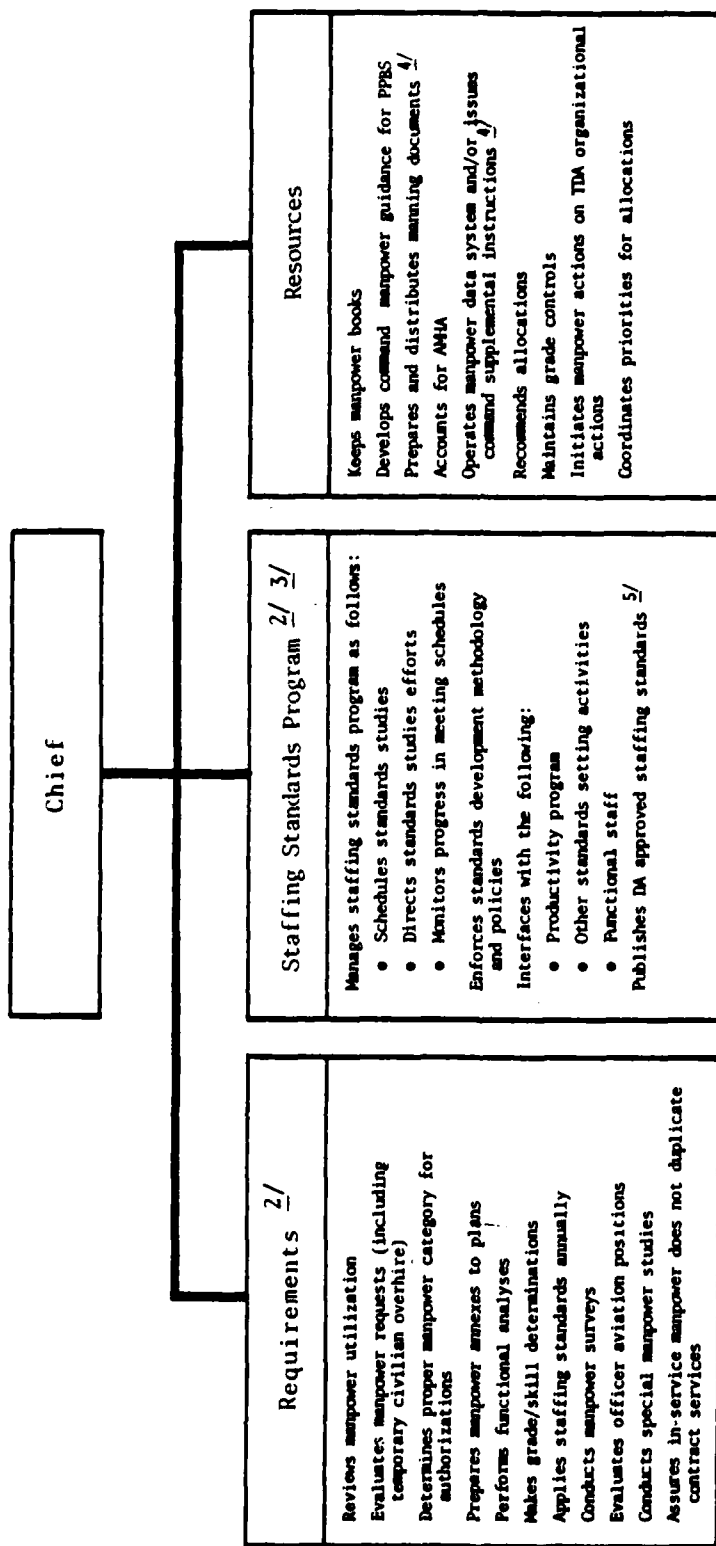 Chief
Requirements 2/
Reviews manpower utilization
Evaluates manpower requests (including
temporary civilian overhire)
Determines proper manpower category for
authorizations
Prepares manpower annexes to plans
Performs functional analyses
Makes grade/skill determinations
Applies staffing standards annually
Conducts manpower surveys
Evaluates officer aviation positions
Conducts special manpower studies
Assures in-service manpower does not duplicate
contract services
Staffing Standards Program 2/ 3/
Manages staffing standards program as follows:
• Schedules standards studies
• Directs standards studies efforts
• Monitors progress in meeting schedules
Enforces standards development methodology
and policies
Interfaces with the following:
• Productivity program
• Other standards setting activities
• Functional staff
Publishes DA approved staffing standards 5/
Resources
Keeps manpower books
Develops command manpower guidance for PPBS
Prepares and distributes manning documents 4/
Accounts for AMHA
Operates manpower data system and/or issues
command supplemental instructions 4/
Recommends allocations
Maintains grade controls
Initiates manpower actions on TDA organizational
actions
Coordinates priorities for allocations